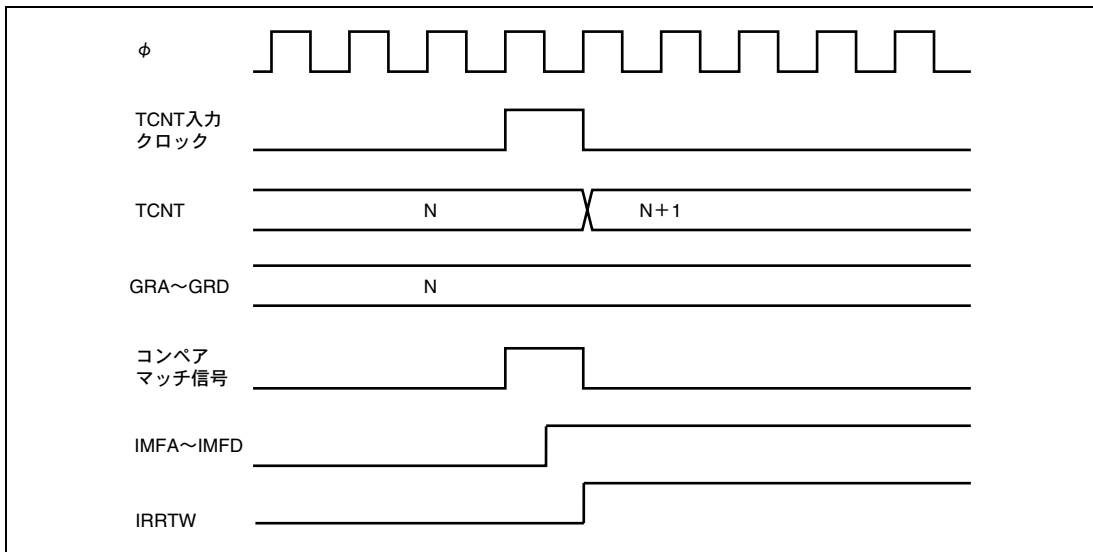 φ
TCNT入力
クロック
TCNT
N
N+1
GRA~GRD
N
コンペア
マッチ信号
IMFA~IMFD
IRRTW